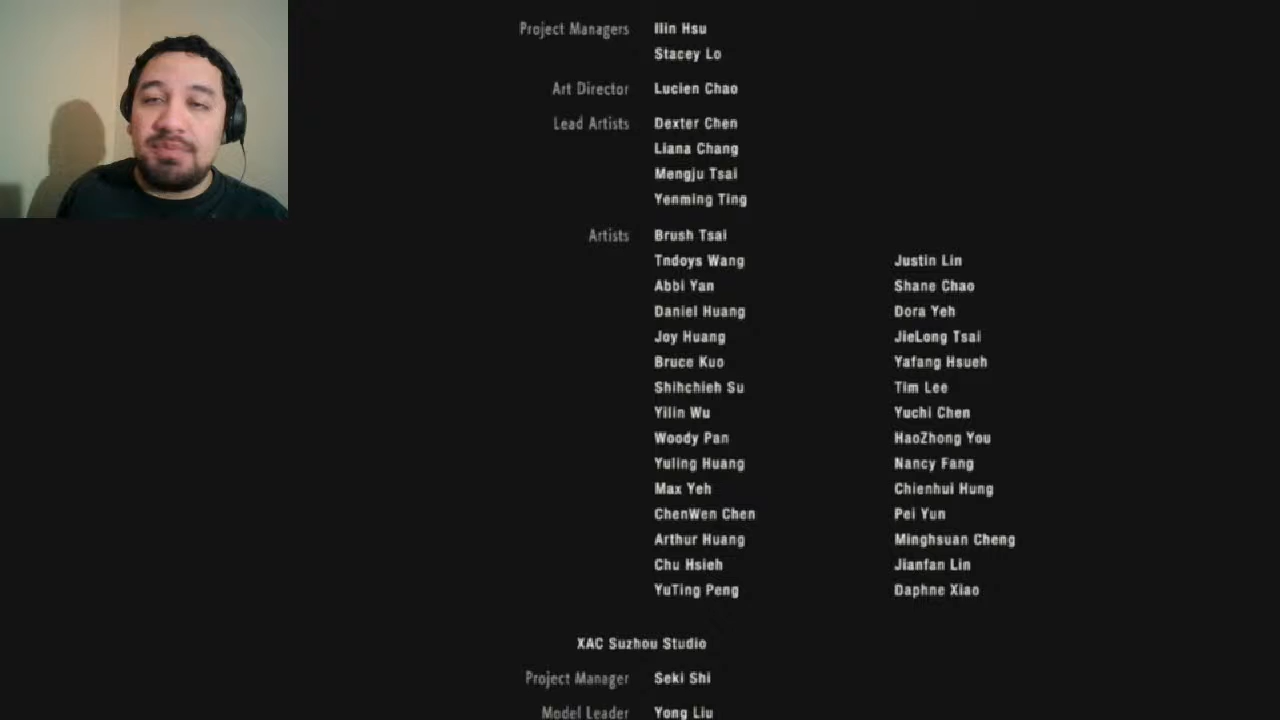 Project Managers Ilin Hsu
Stacey Lo
Art Director Lucien Chao
Lead Artists Dexter Chen
Liana Chang
Mengju Tsai
Yenming Ting
Artists Brush Tsai
Tndoys Wang Justin Lin
Abbi Yan Shane Chao
Daniel Huang Dora Yeh
Joy Huang JieLong Tsai
Bruce Kuo Yafang Hsueh
Shihchieh Su Tim Lee
Yilin Wu Yuchi Chen
Woody Pan HaoZhong You
Yuling Huang Nancy Fang
Max Yeh Chienhui Hung
ChenWen Chen Pei Yun
Arthur Huang Minghsuan Cheng
Chu Hsieh Jianfan Lin
YuTing Peng Daphne Xiao
XAC Suzhou Studio
Project Manager Seki Shi
Model Leader Yong Liu